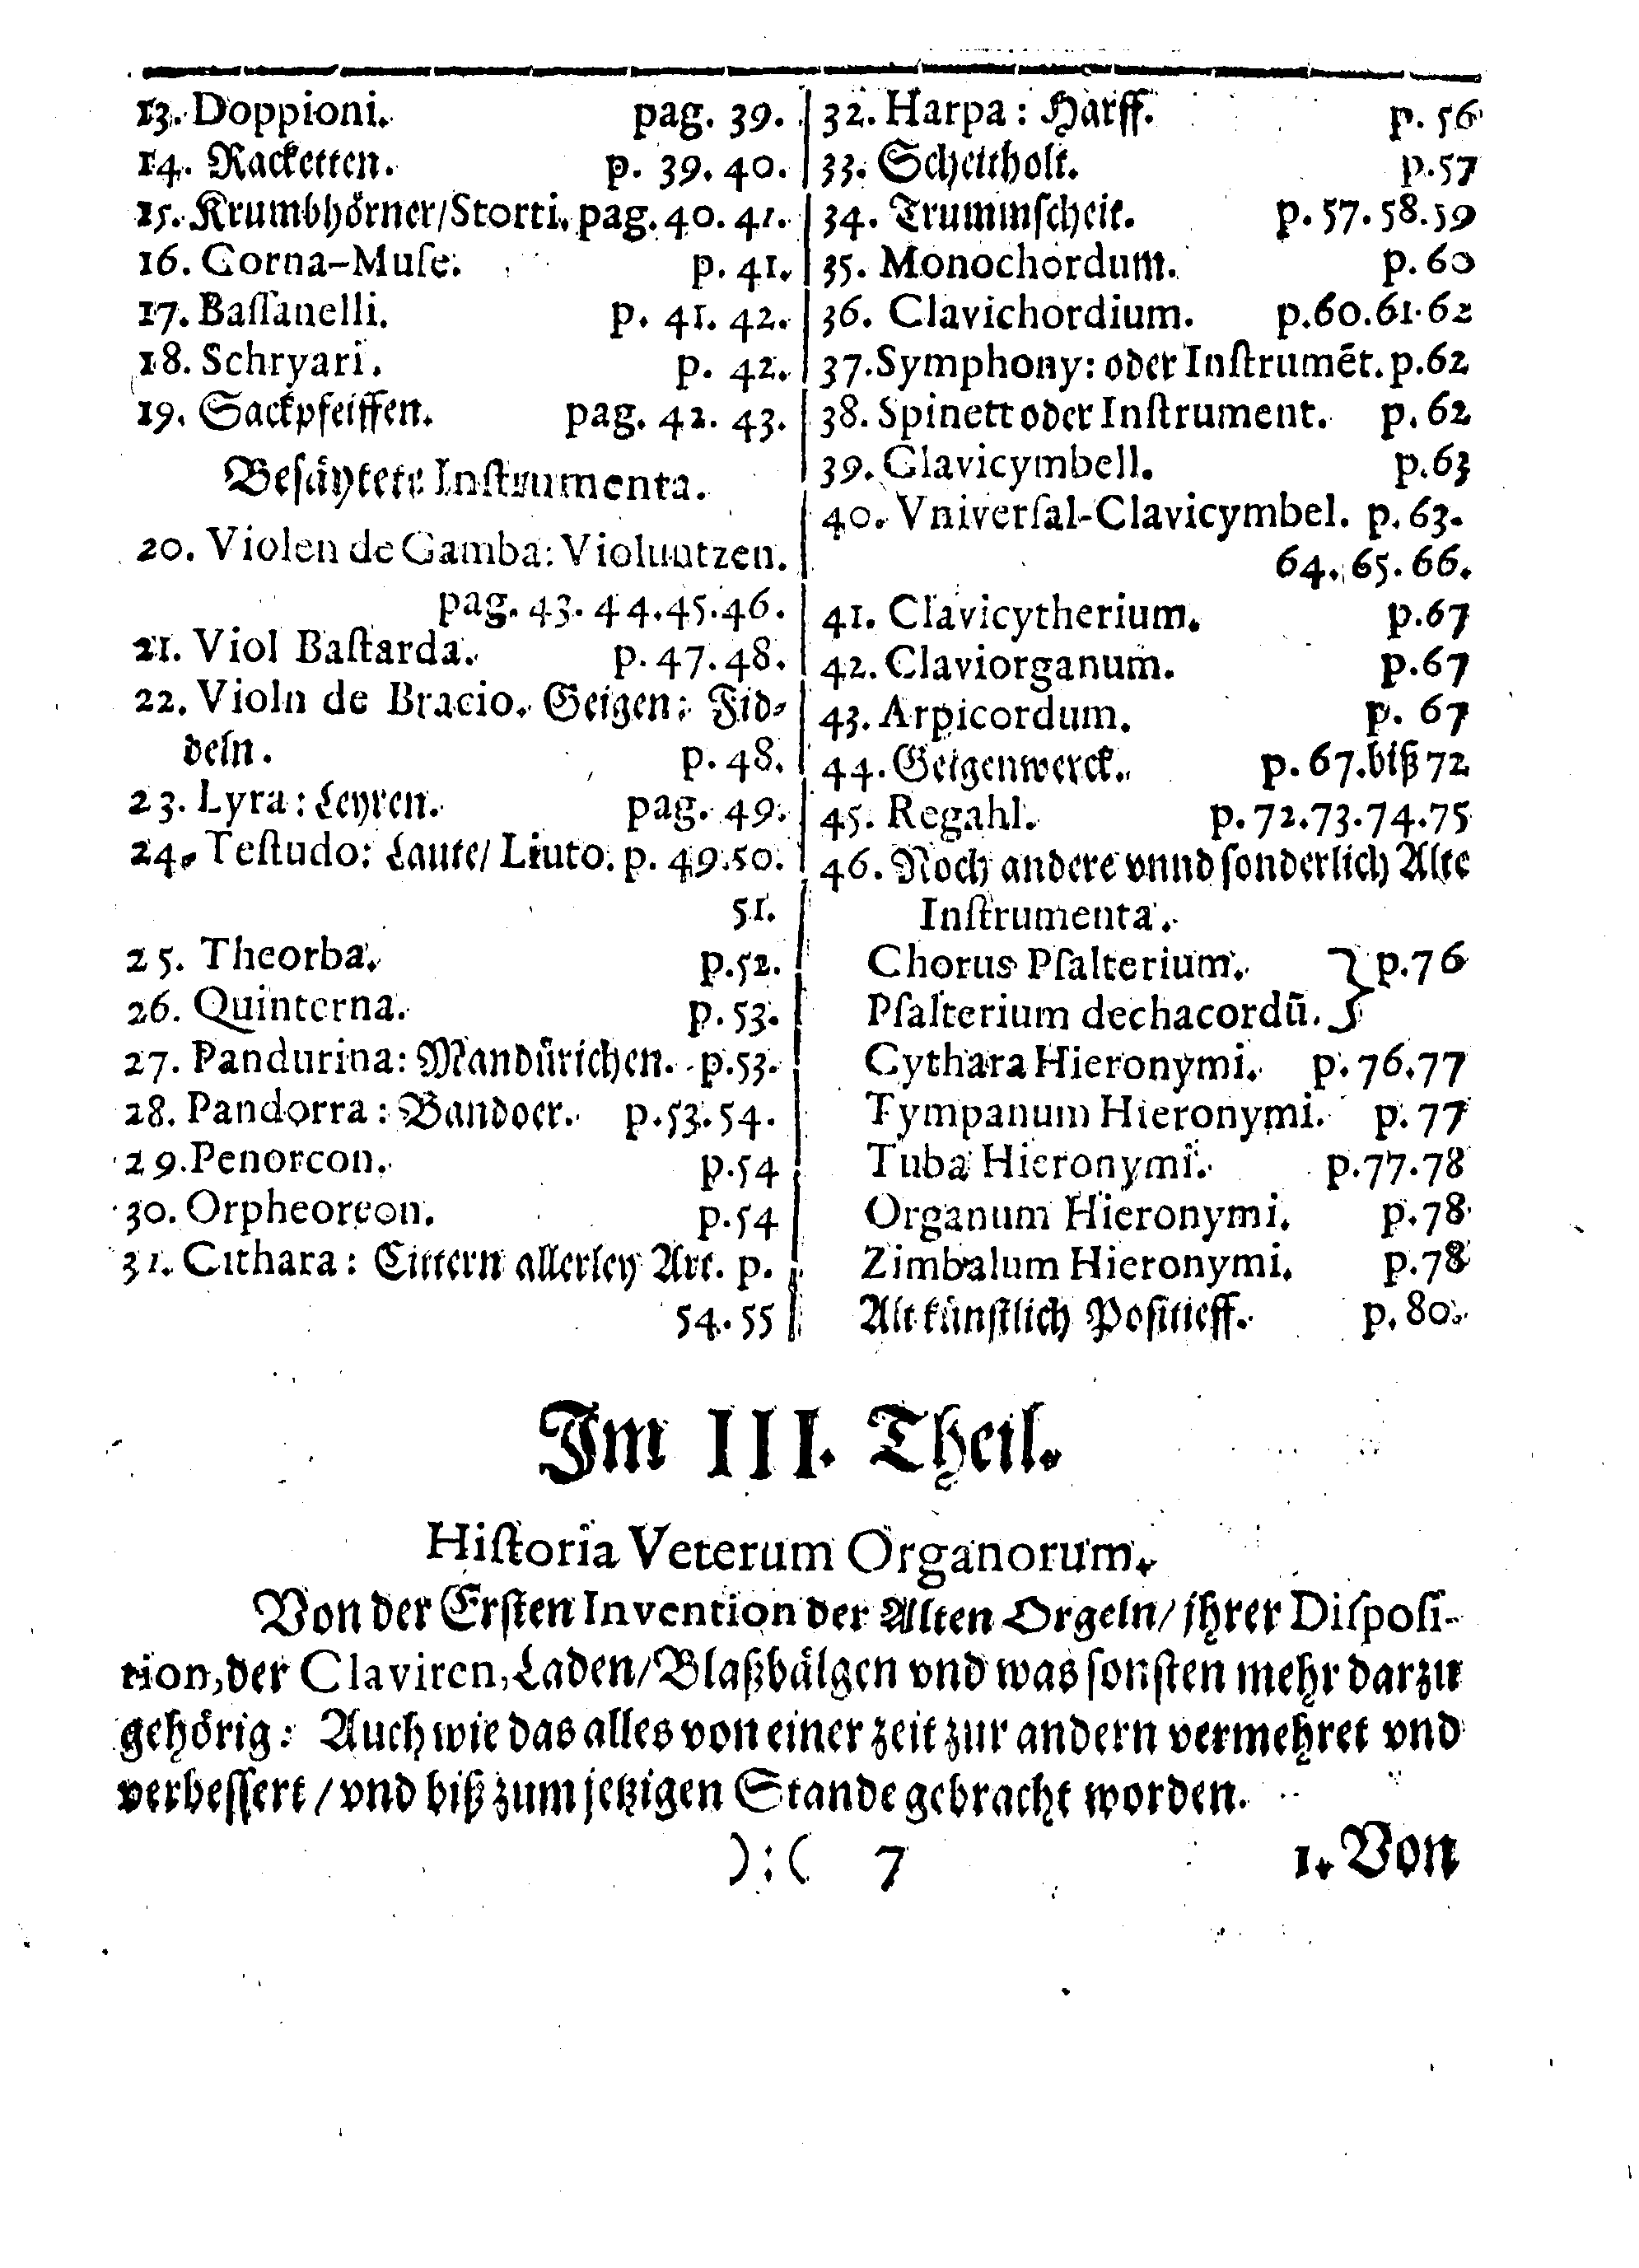 13. Doppioni. pag. 39.
14. Racketten. p. 39. 40.
15. Krumbhörner/Storti. pag. 40. 41.
16. Corna-Muſe. p. 41.
17. Baſſanelli. p. 41. 42.
18. Schryari. p. 42.
19. Sackpfeiffen. pag. 42. 43.
Beſäytete Inſtrumenta.
20. Violen de Gamba: Violuntzen.
pag. 43. 44. 45. 46.
21. Viol Baſtarda. p. 47. 48.
22. Violn de Bracio. Geigen: Fid-
deln. p. 48.
23. Lyra: Leyren. pag. 49.
24. Teſtudo: Laute/ Liuto. p. 49. 50.
51.
25. Theorba. p. 52.
26. Quinterna. p. 53.
27. Pandurina: Mandürichen. p. 53.
28. Pandorra: Bandoer. p. 53. 54.
29. Penorcon. p. 54
30. Orpheoreon. p. 54
31. Cithara: Cittern allerley Art. p.
54. 55
32. Harpa: Harff. p. 56
33. Scheitholt. p. 57
34. Trummſcheit. p. 57. 58. 59
35. Monochordum. p. 60
36. Clavichordium. p. 60. 61. 62
37. Symphony: oder Inſtrumēt. p. 62
38. Spinett oder Inſtrument. p. 62
39. Clavicymbell. p. 63
40. Vniverſal-Clavicymbel. p. 63.
64. 65. 66.
41. Clavicytherium. p. 67
42. Claviorganum. p. 67
43. Arpicordum. p. 67
44. Geigenwerck. p. 67. biß 72
45. Regahl. p. 72. 73. 74. 75
46. Noch andere vnnd ſonderlich Alte
Inſtrumenta.
Chorus Pſalterium. } p. 76
Pſalterium dechacordū.
Cythara Hieronymi. p. 76. 77
Tympanum Hieronymi. p. 77
Tuba Hieronymi. p. 77. 78
Organum Hieronymi. p. 78
Zimbalum Hieronymi. p. 78
Alt künſtlich Poſitieff. p. 80.
Im III. Theil.
Hiſtoria Veterum Organorum.
Von der Erſten Invention der Alten Orgeln/ jhrer Diſpoſi-
tion, der Claviren, Laden/ Blaßbälgen vnd was ſonſten mehr darzu
gehörig: Auch wie das alles von einer zeit zur andern vermehret vnd
verbeſſert/ vnd biß zum jetzigen Stande gebracht worden.
):( 7 1. Von